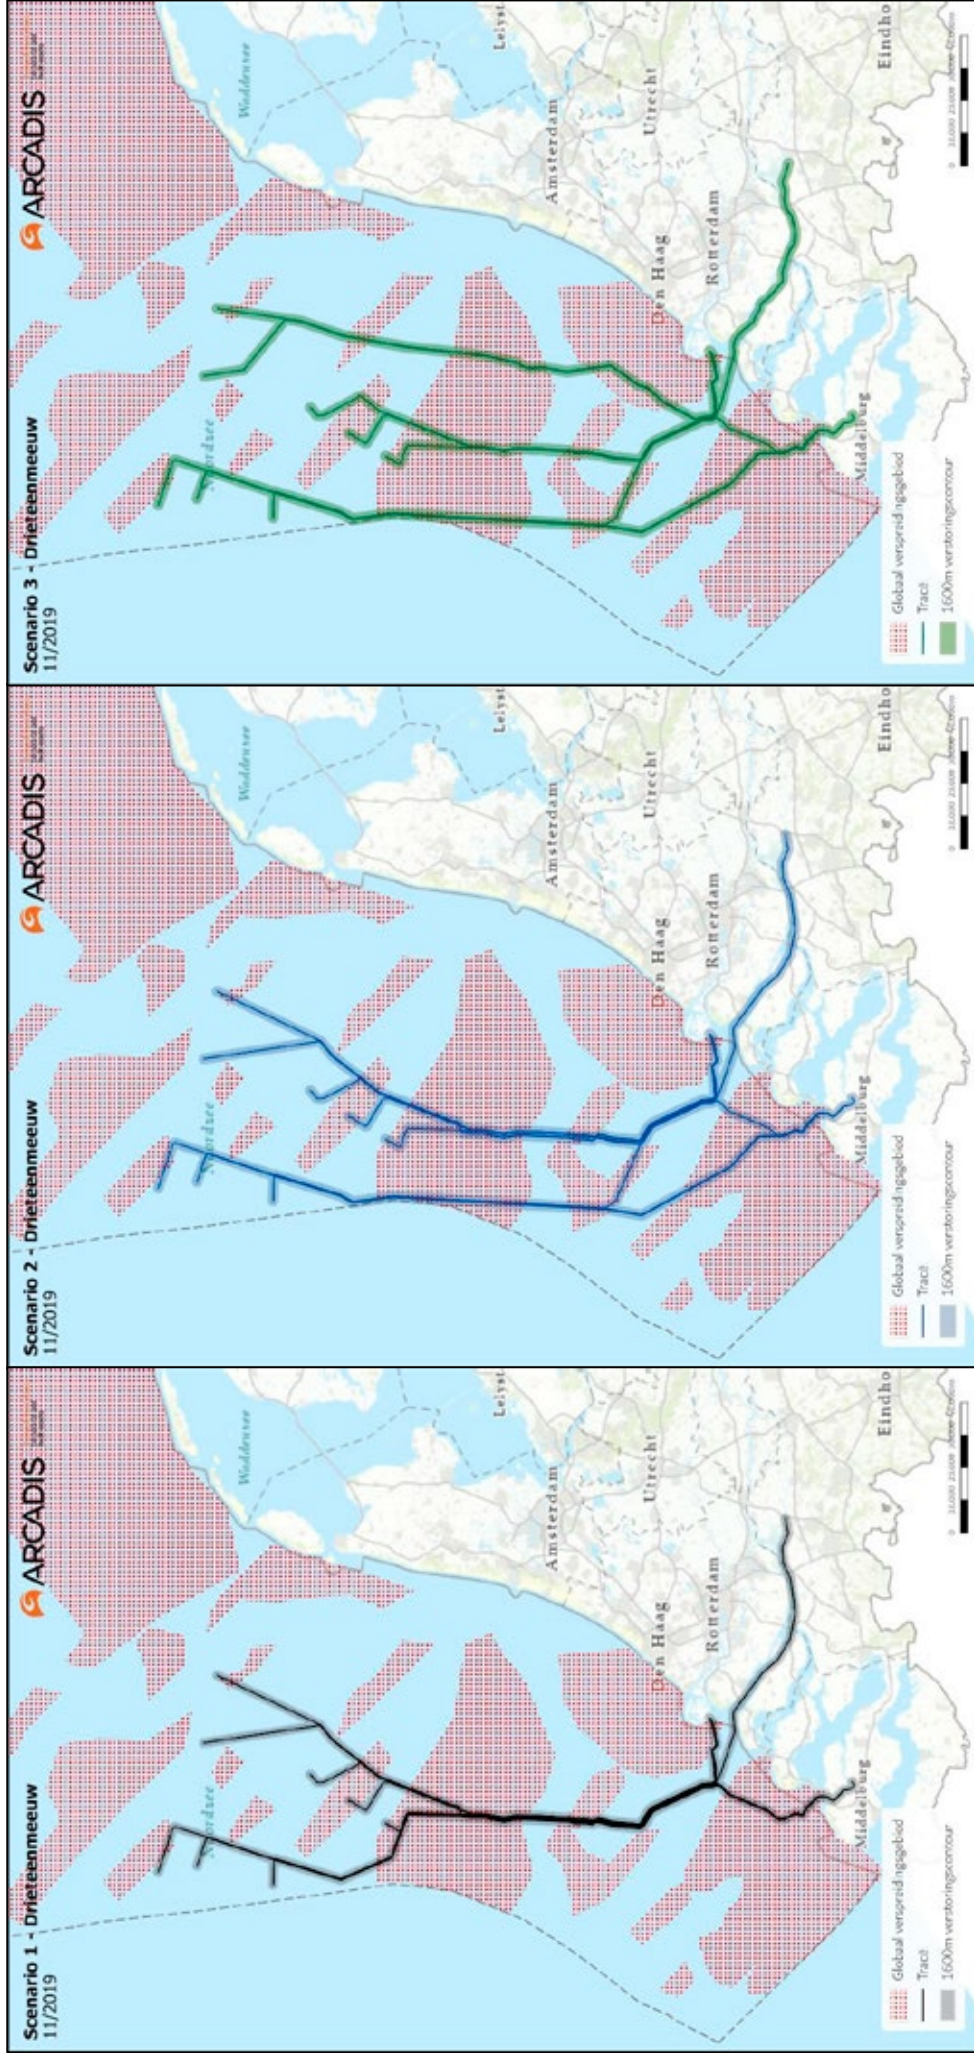 Scenario 1 - Drieteenmeeuw
11/2019
ARCADIS
Waddenzee
Noordzee
Lelyst
Amsterdam
Utrecht
Den Haag
Rotterdam
Middelburg
Eindho
Globaal verspreidingsgebied
Tracé
1600m verstoringscontour
Scenario 2 - Drieteenmeeuw
11/2019
ARCADIS
Waddenzee
Noordzee
Lelyst
Amsterdam
Utrecht
Den Haag
Rotterdam
Middelburg
Eindho
Globaal verspreidingsgebied
Tracé
1600m verstoringscontour
Scenario 3 - Drieteenmeeuw
11/2019
ARCADIS
Waddenzee
Noordzee
Lelyst
Amsterdam
Utrecht
Den Haag
Rotterdam
Middelburg
Eindho
Globaal verspreidingsgebied
Tracé
1600m verstoringscontour